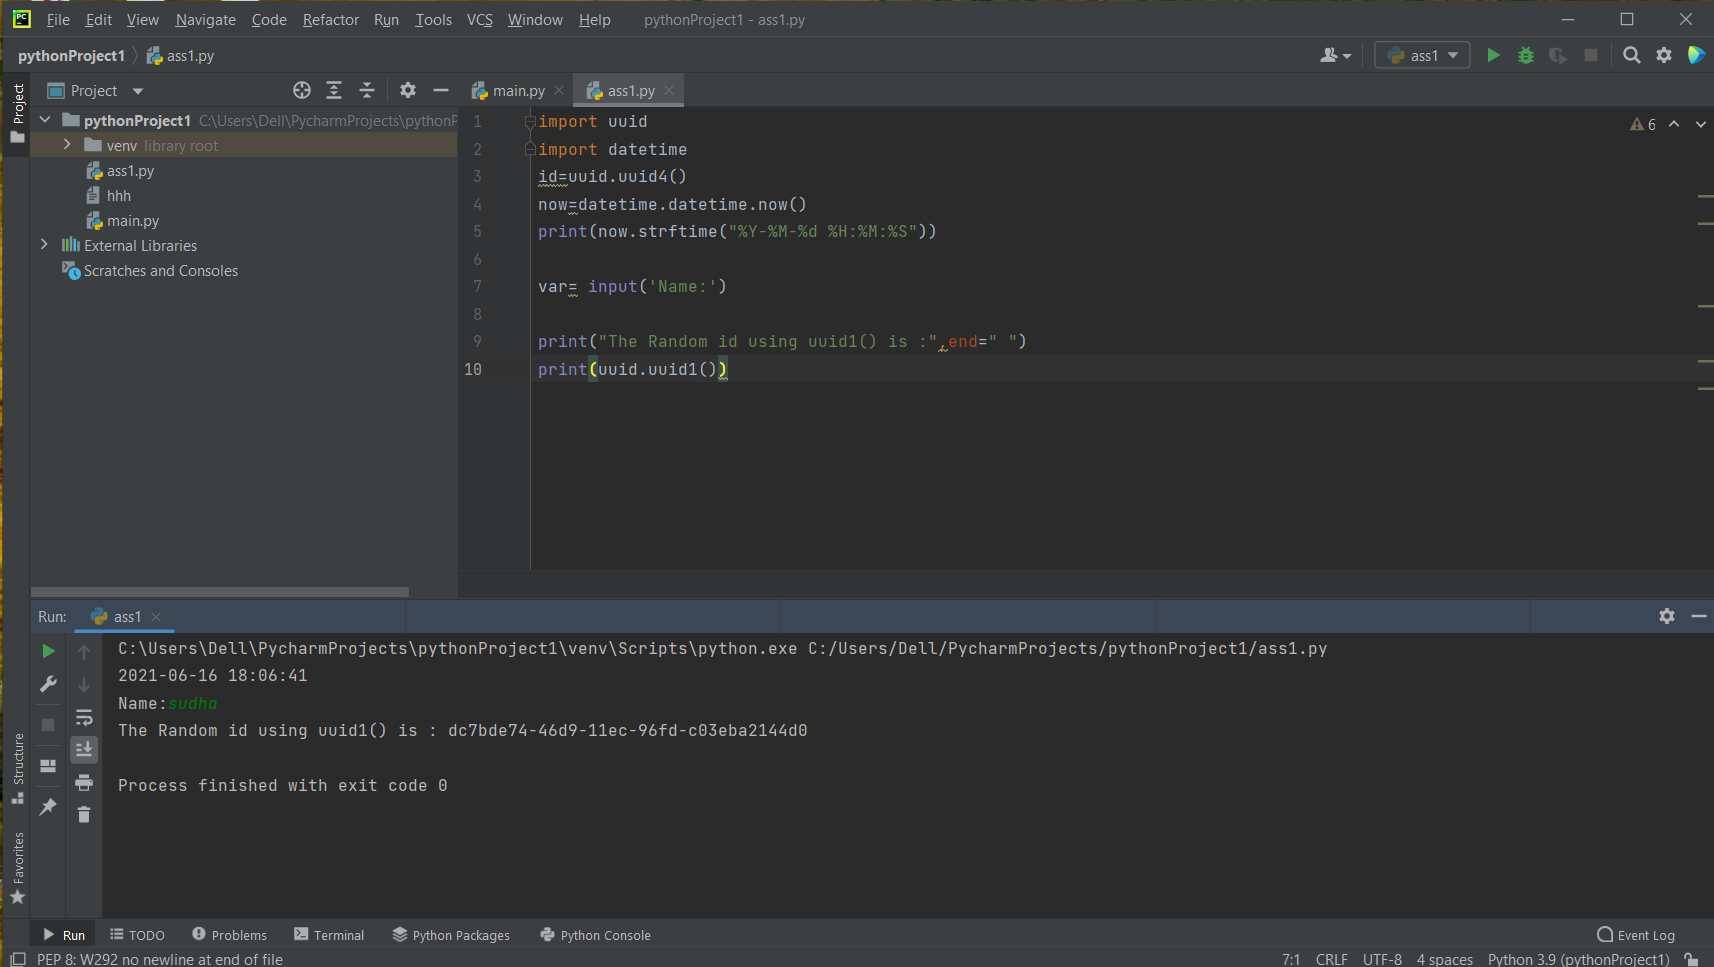 PC File Edit View Navigate Code Refactor Run Tools VCS Window Help pythonProject1 - ass1.py
pythonProject1 ass1.py ass1
Project Project main.py ass1.py
pythonProject1 C:\Users\Dell\PycharmProjects\pythonP
venv library root
ass1.py
hhh
main.py
External Libraries
Scratches and Consoles
6
1 import uuid
2 import datetime
3 id=uuid.uuid4()
4 now=datetime.datetime.now()
5 print(now.strftime("%Y-%M-%d %H:%M:%S"))
6
7 var= input('Name:')
8
9 print("The Random id using uuid1() is :",end=" ")
10 print(uuid.uuid1())
Run: ass1
C:\Users\Dell\PycharmProjects\pythonProject1\venv\Scripts\python.exe C:/Users/Dell/PycharmProjects/pythonProject1/ass1.py
2021-06-16 18:06:41
Name:sudha
The Random id using uuid1() is : dc7bde74-46d9-11ec-96fd-c03eba2144d0
Process finished with exit code 0
Structure
Favorites
Run TODO Problems Terminal Python Packages Python Console Event Log
PEP 8: W292 no newline at end of file 7:1 CRLF UTF-8 4 spaces Python 3.9 (pythonProject1)